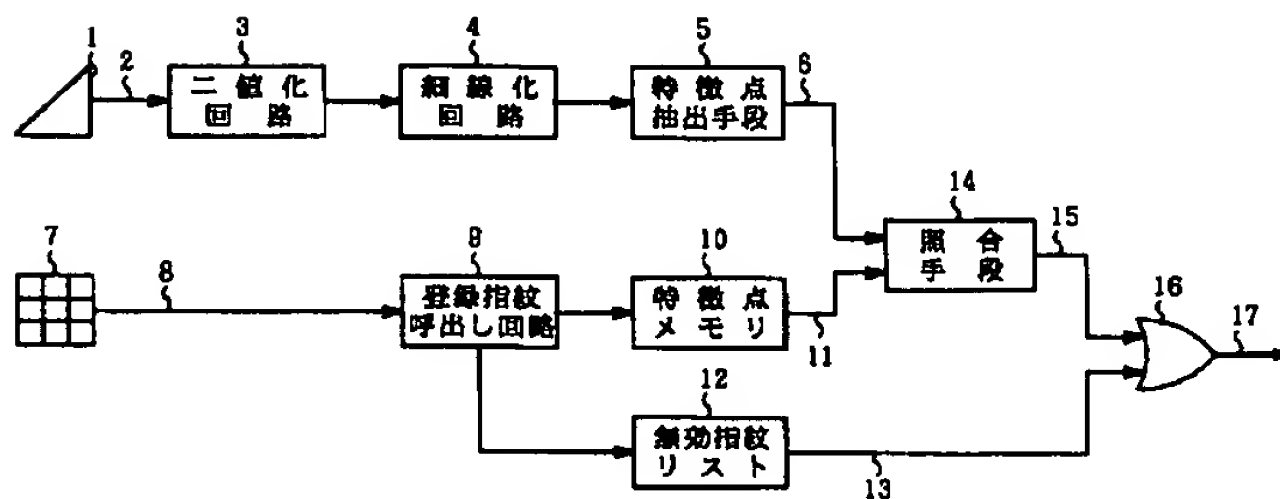 1
2
3
二値化
回路
4
細線化
回路
5
特徴点
抽出手段
6
7
8
9
登録指紋
呼出し回路
10
特徴点
メモリ
11
12
無効指紋
リスト
13
14
照合
手段
15
16
17